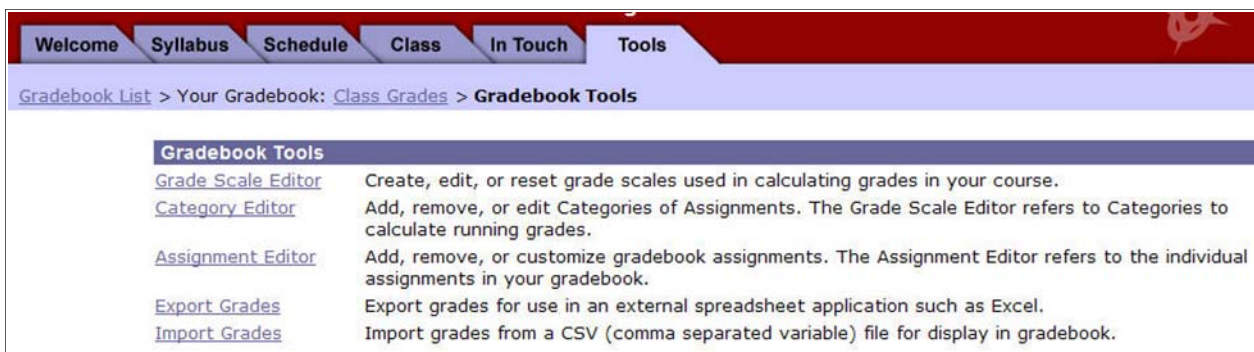 Welcome Syllabus Schedule Class In Touch Tools
Gradebook List > Your Gradebook: Class Grades > Gradebook Tools
Gradebook Tools
Grade Scale Editor Create, edit, or reset grade scales used in calculating grades in your course.
Category Editor Add, remove, or edit Categories of Assignments. The Grade Scale Editor refers to Categories to
calculate running grades.
Assignment Editor Add, remove, or customize gradebook assignments. The Assignment Editor refers to the individual
assignments in your gradebook.
Export Grades Export grades for use in an external spreadsheet application such as Excel.
Import Grades Import grades from a CSV (comma separated variable) file for display in gradebook.